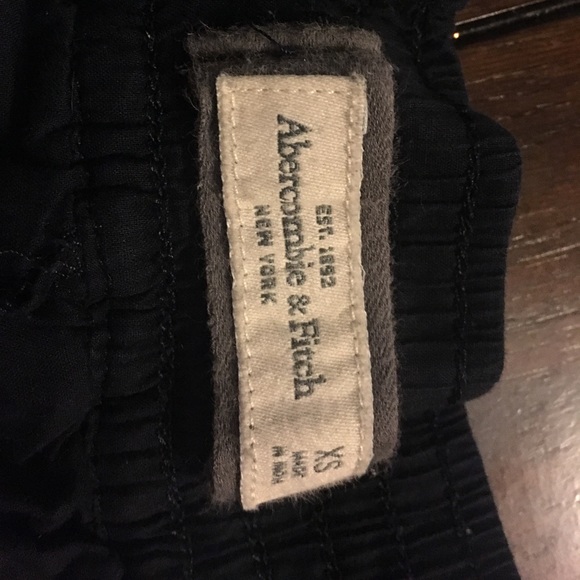 Abercrombie & Fitch
EST. 1892
NEW YORK
XS
MADE
IN INDIA